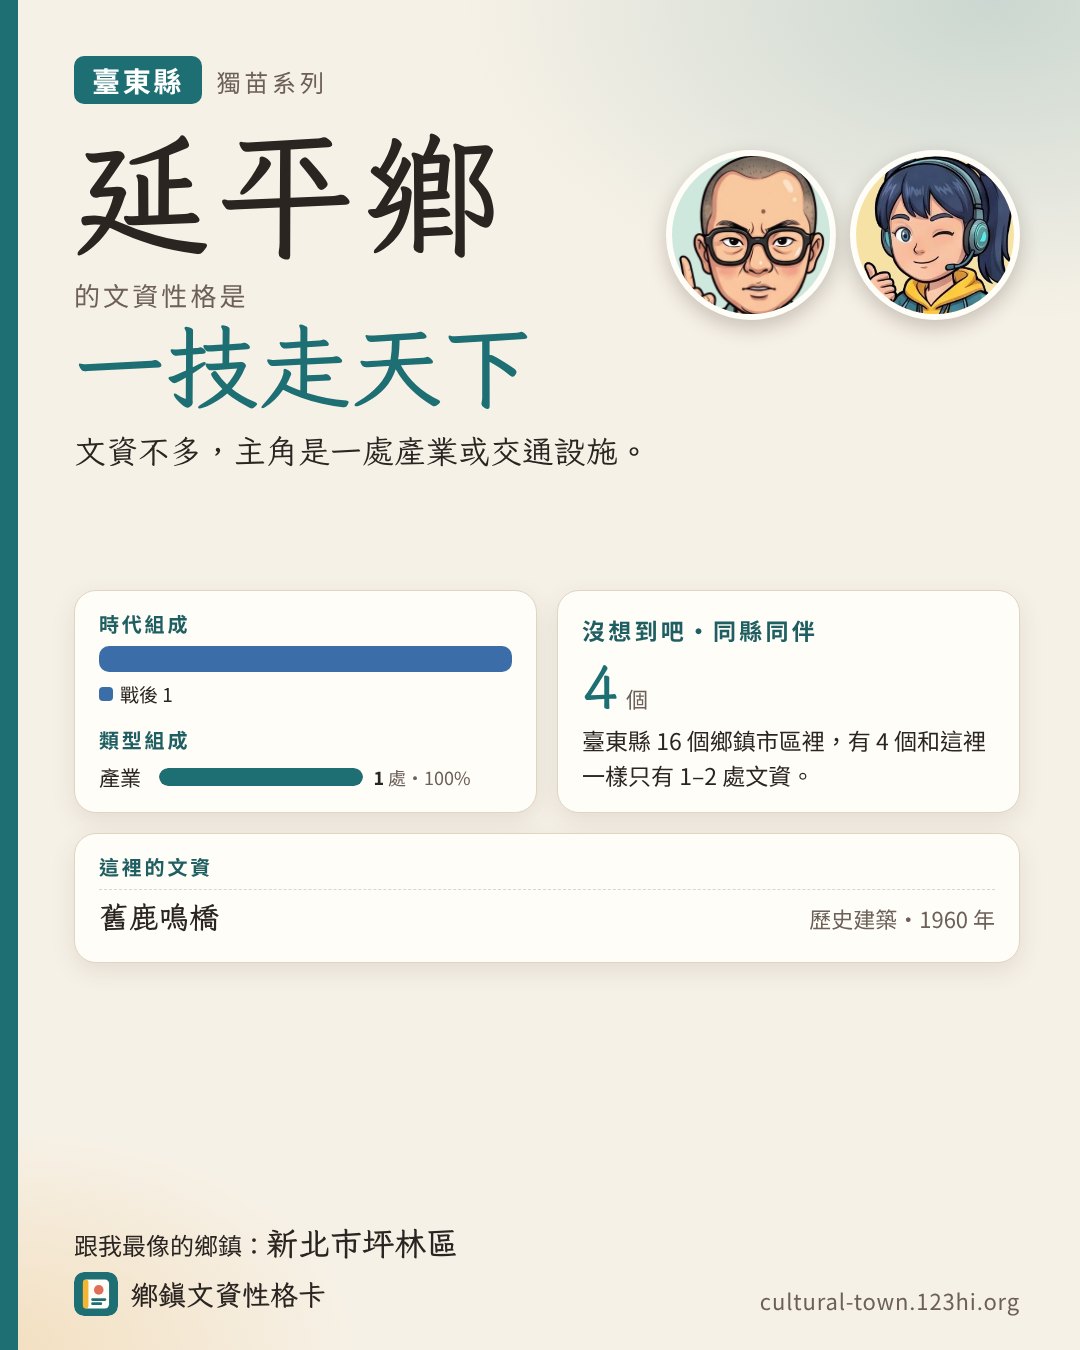 臺東縣 獨苗系列
延平鄉
的文資性格是
一技走天下
文資不多，主角是一處產業或交通設施。
時代組成
戰後 1
類型組成
產業 1 處・100%
沒想到吧・同縣同伴
4 個
臺東縣 16 個鄉鎮市區裡，有 4 個和這裡
一樣只有 1–2 處文資。
這裡的文資
舊鹿鳴橋 歷史建築・1960 年
跟我最像的鄉鎮：新北市坪林區
鄉鎮文資性格卡
cultural-town.123hi.org